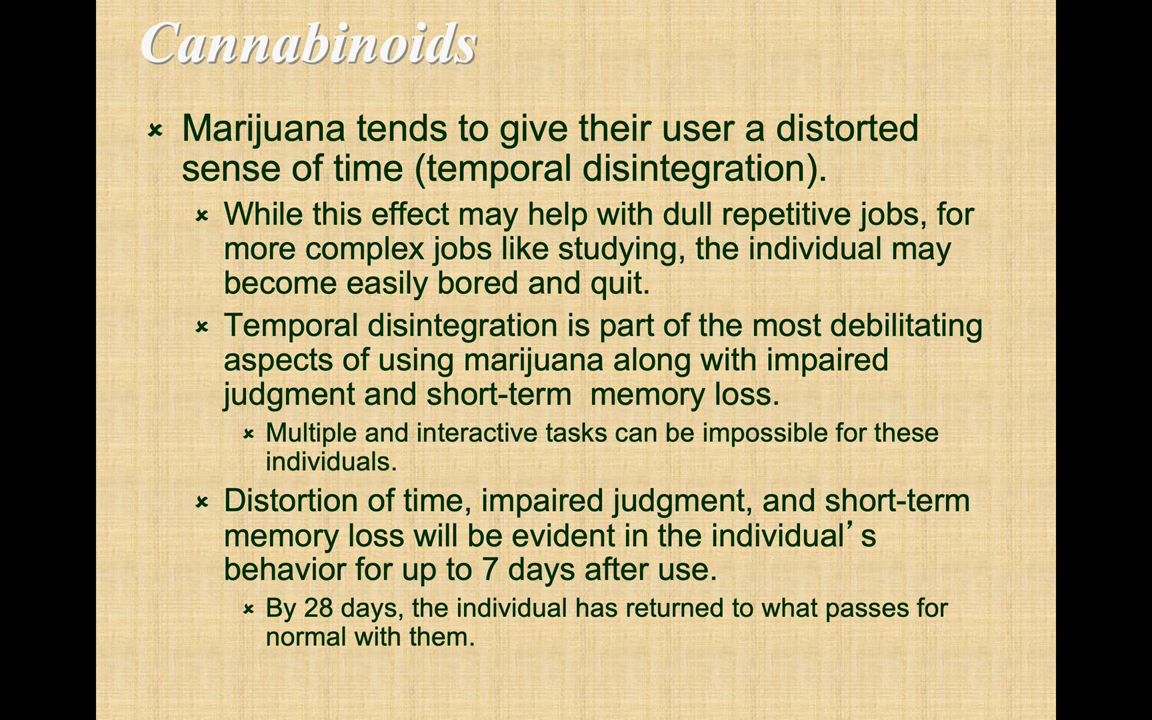 Cannabinoids
Marijuana tends to give their user a distorted
sense of time (temporal disintegration).
While this effect may help with dull repetitive jobs, for
more complex jobs like studying, the individual may
become easily bored and quit.
Temporal disintegration is part of the most debilitating
aspects of using marijuana along with impaired
judgment and short-term  memory loss.
Multiple and interactive tasks can be impossible for these
individuals.
Distortion of time, impaired judgment, and short-term
memory loss will be evident in the individual’s
behavior for up to 7 days after use.
By 28 days, the individual has returned to what passes for
normal with them.